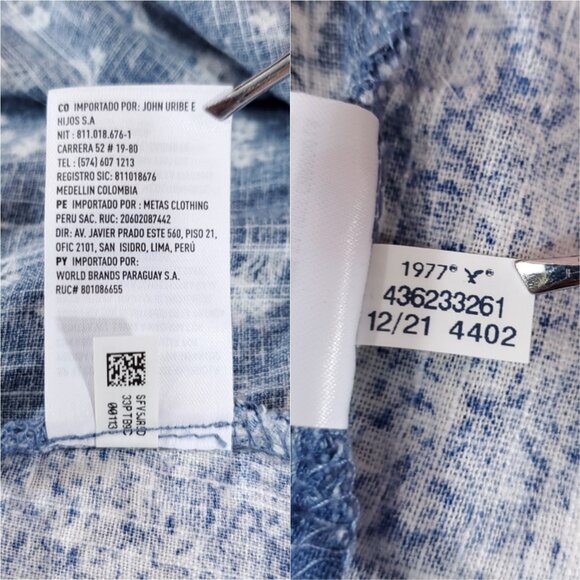 CO IMPORTADO POR: JOHN URIBE E
HIJOS S.A
NIT : 811.018.676-1
CARRERA 52 # 19-80
TEL : (574) 607 1213
REGISTRO SIC: 811018676
MEDELLIN COLOMBIA
PE IMPORTADO POR : METAS CLOTHING
PERU SAC. RUC: 20602087442
DIR: AV. JAVIER PRADO ESTE 560, PISO 21,
OFIC 2101, SAN ISIDRO, LIMA, PERÚ
PY IMPORTADO POR:
WORLD BRANDS PARAGUAY S.A.
RUC# 801086655
00113
1977
436233261
12/21 4402